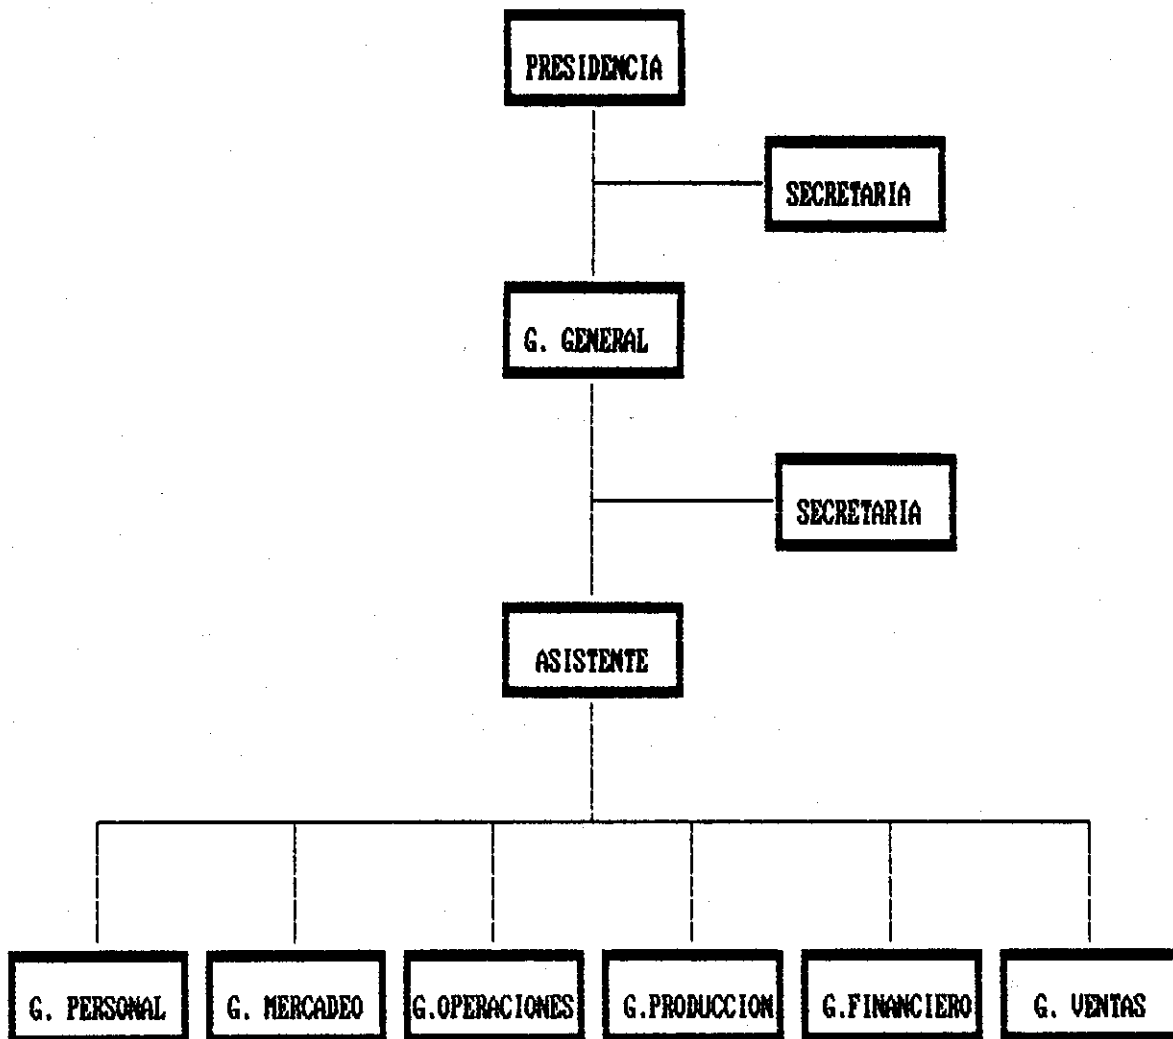 PRESIDENCIA
SECRETARIA
G. GENERAL
SECRETARIA
ASISTENTE
G. PERSONAL
G. MERCADEO
G.OPERACIONES
G.PRODUCCION
G.FINANCIERO
G. VENTAS